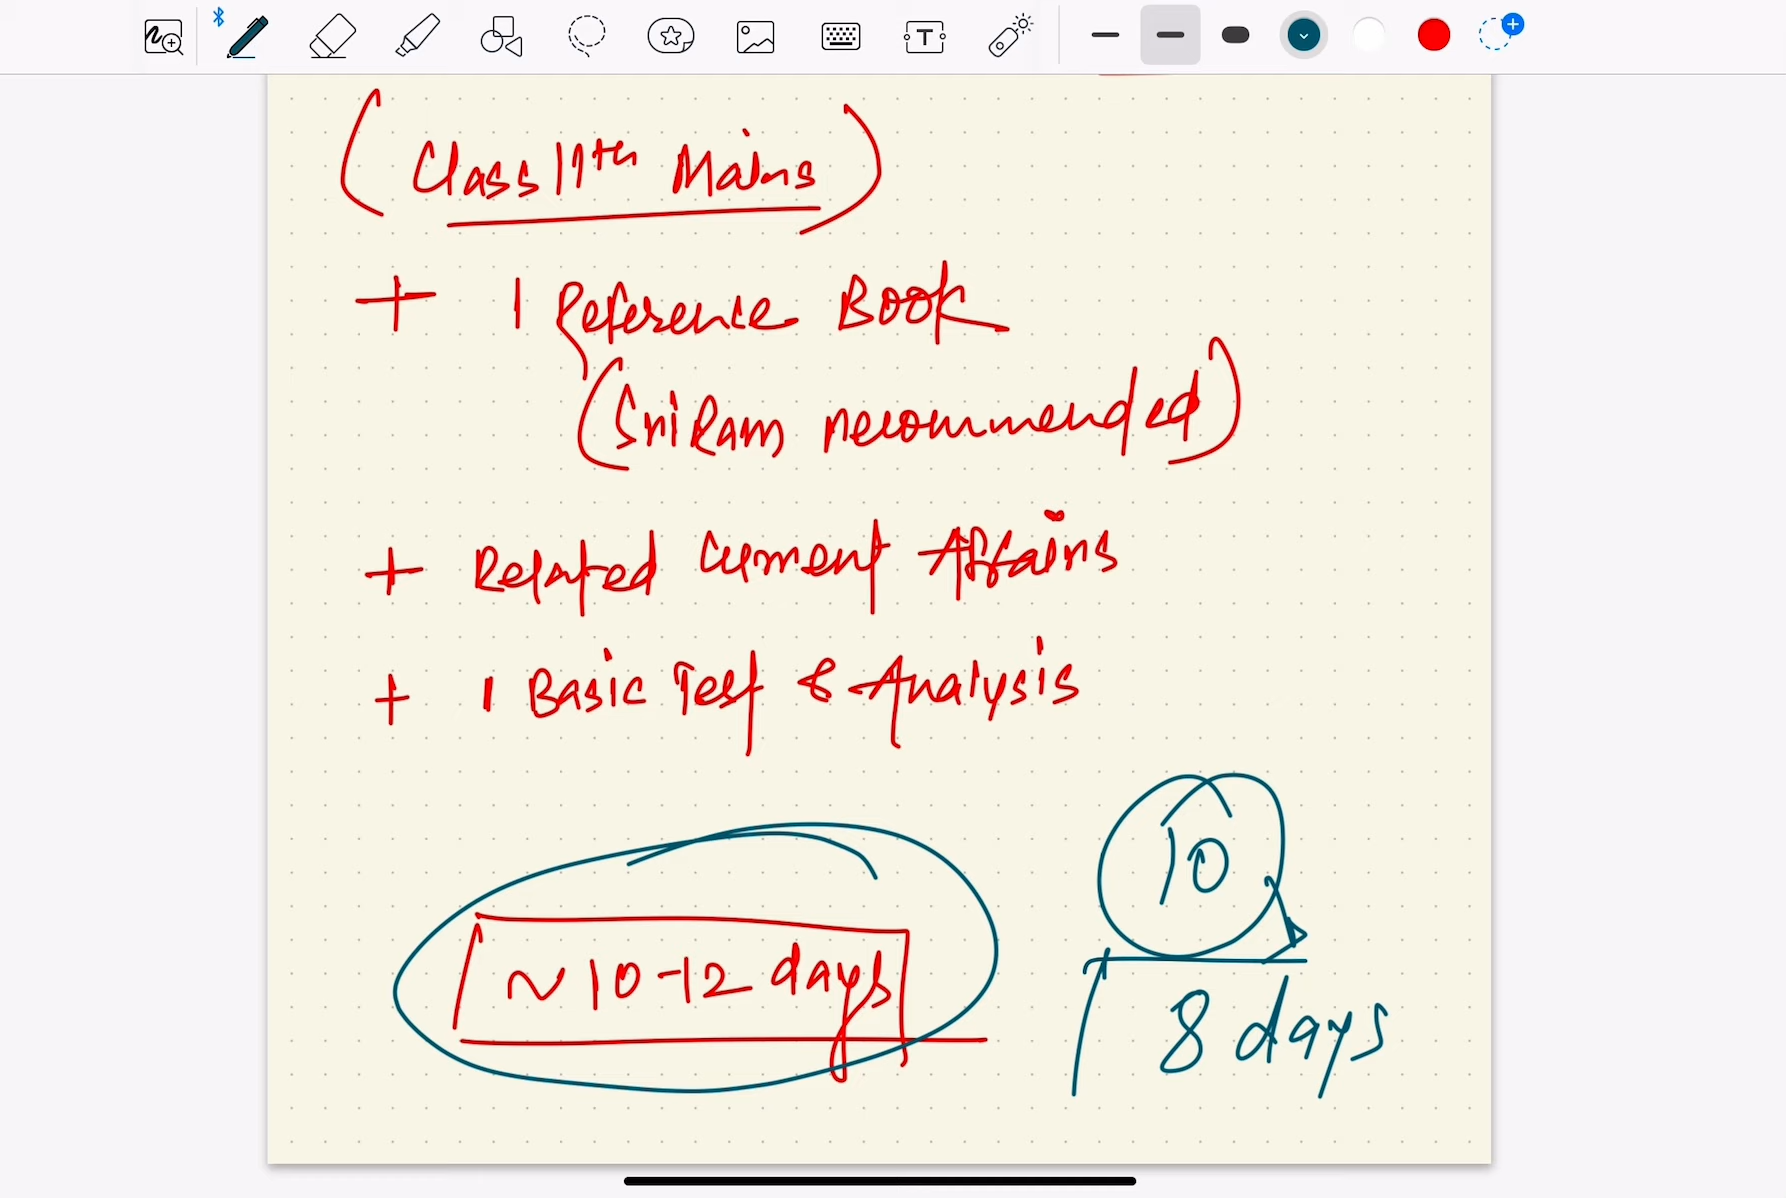 (Class 11th Mains)
+ 1 Reference Book
(SriRam recommended)
+ Related Current Affairs
+ 1 Basic Test & Analysis
~10-12 days
10
8 days